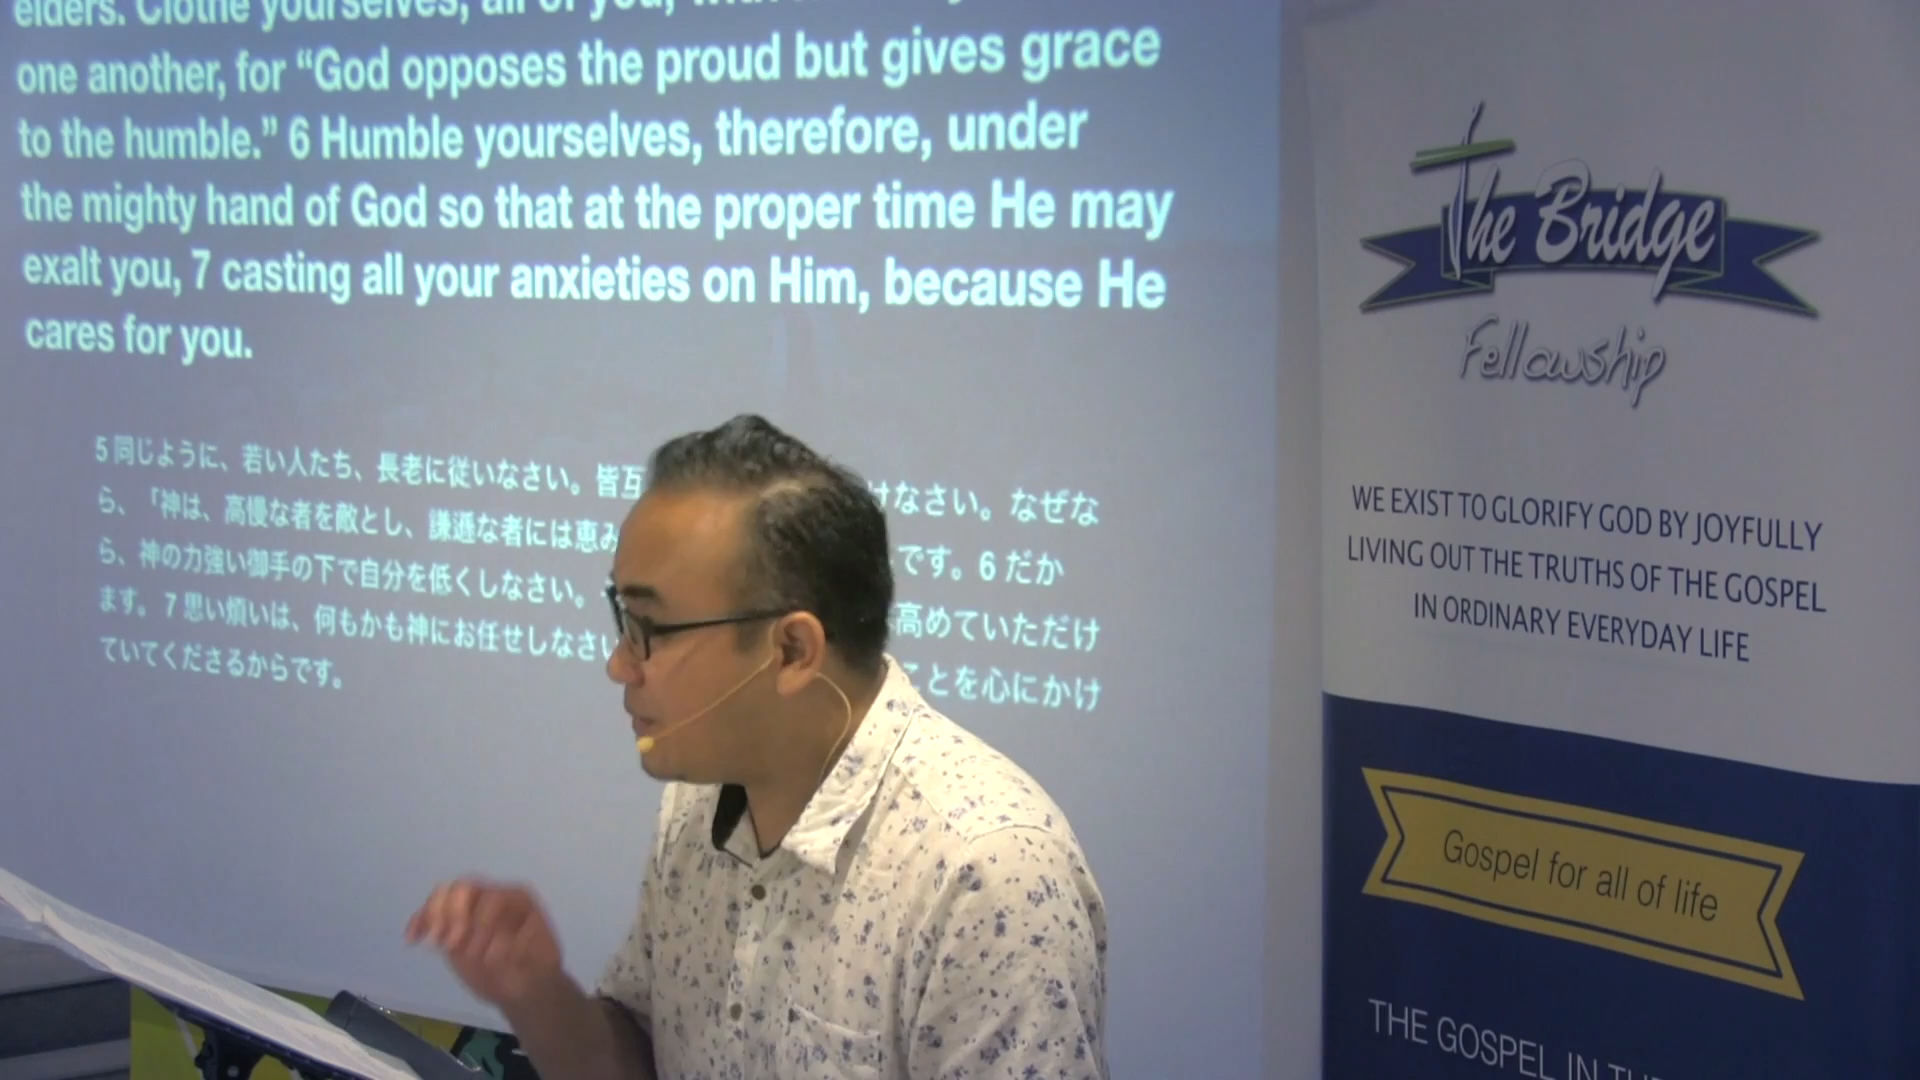 elders. Clothe yourselves, all of you, with
one another, for “God opposes the proud but gives grace
to the humble.” 6 Humble yourselves, therefore, under
the mighty hand of God so that at the proper time He may
exalt you, 7 casting all your anxieties on Him, because He
cares for you.
5 同じように、若い人たち、長老に従いなさい。皆互 けなさい。なぜな
ら、「神は、高慢な者を敵とし、謙遜な者には恵み です。6 だか
ら、神の力強い御手の下で自分を低くしなさい。 高めていただけ
ます。7 思い煩いは、何もかも神にお任せしなさい ことを心にかけ
ていてくださるからです。
The Bridge
Fellowship
WE EXIST TO GLORIFY GOD BY JOYFULLY
LIVING OUT THE TRUTHS OF THE GOSPEL
IN ORDINARY EVERYDAY LIFE
Gospel for all of life
THE GOSPEL IN